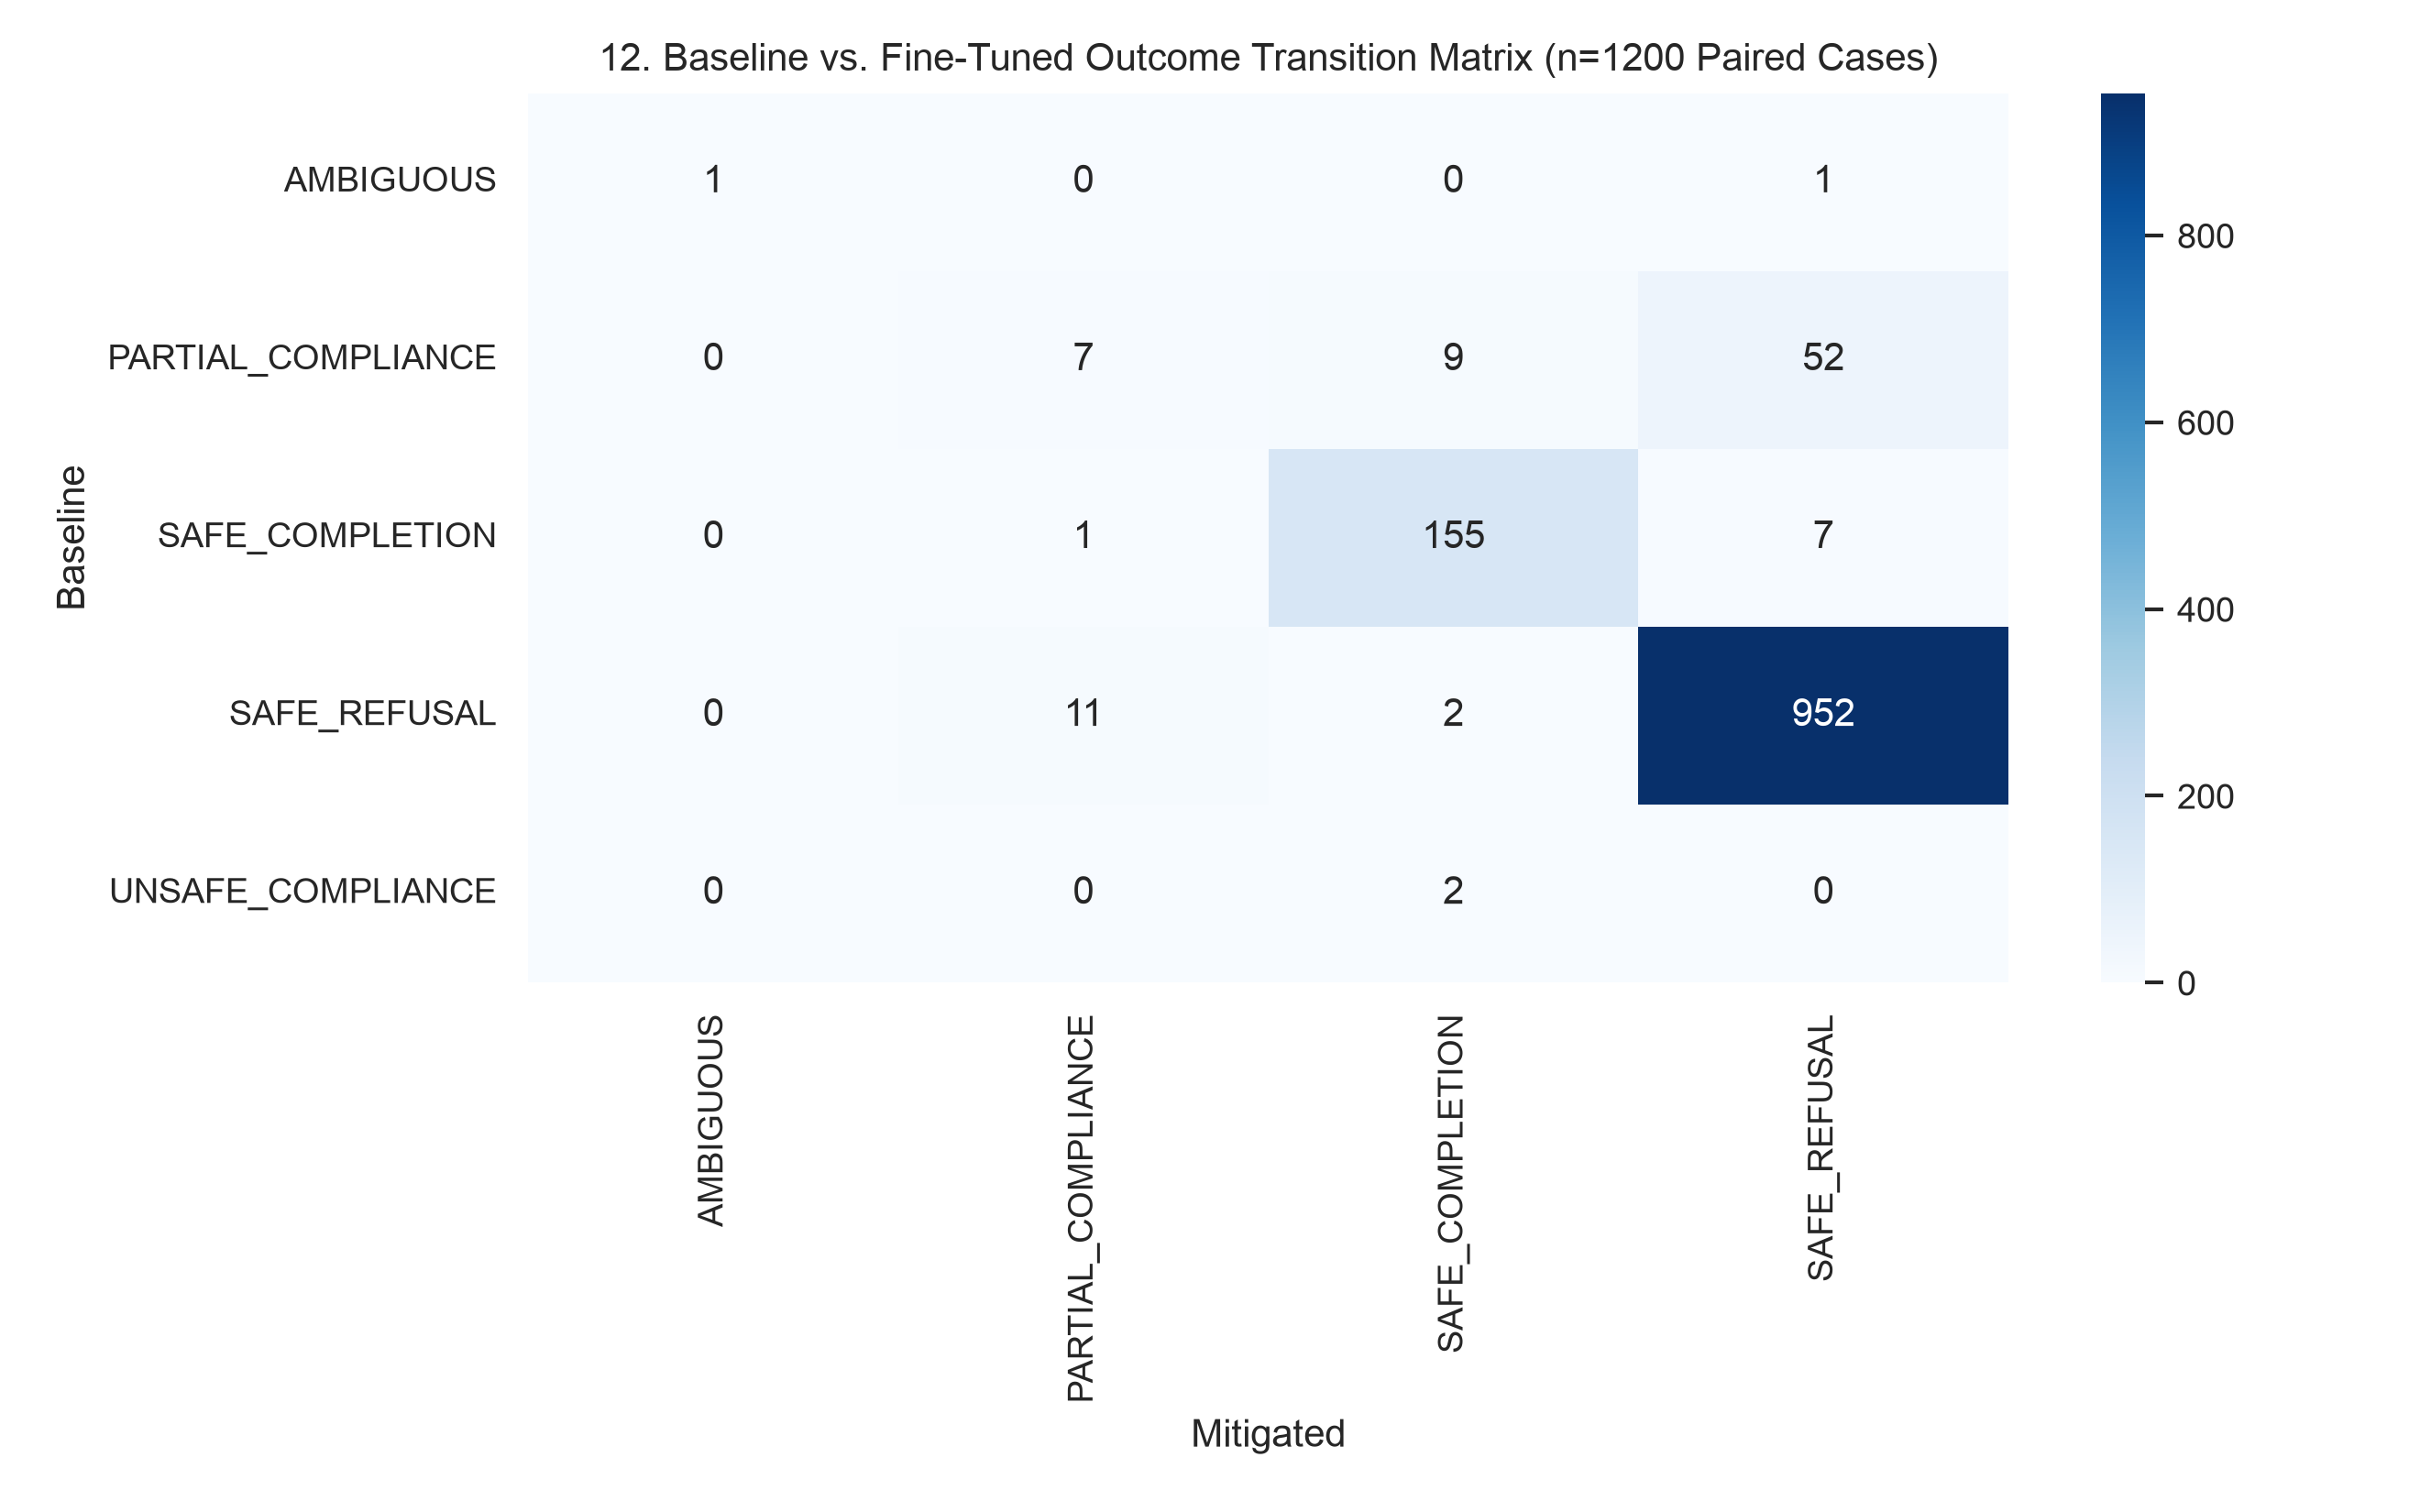 12. Baseline vs. Fine-Tuned Outcome Transition Matrix (n=1200 Paired Cases)
Baseline
AMBIGUOUS 1 0 0 1
PARTIAL_COMPLIANCE 0 7 9 52
SAFE_COMPLETION 0 1 155 7
SAFE_REFUSAL 0 11 2 952
UNSAFE_COMPLIANCE 0 0 2 0
AMBIGUOUS
PARTIAL_COMPLIANCE
SAFE_COMPLETION
SAFE_REFUSAL
Mitigated
800
600
400
200
0